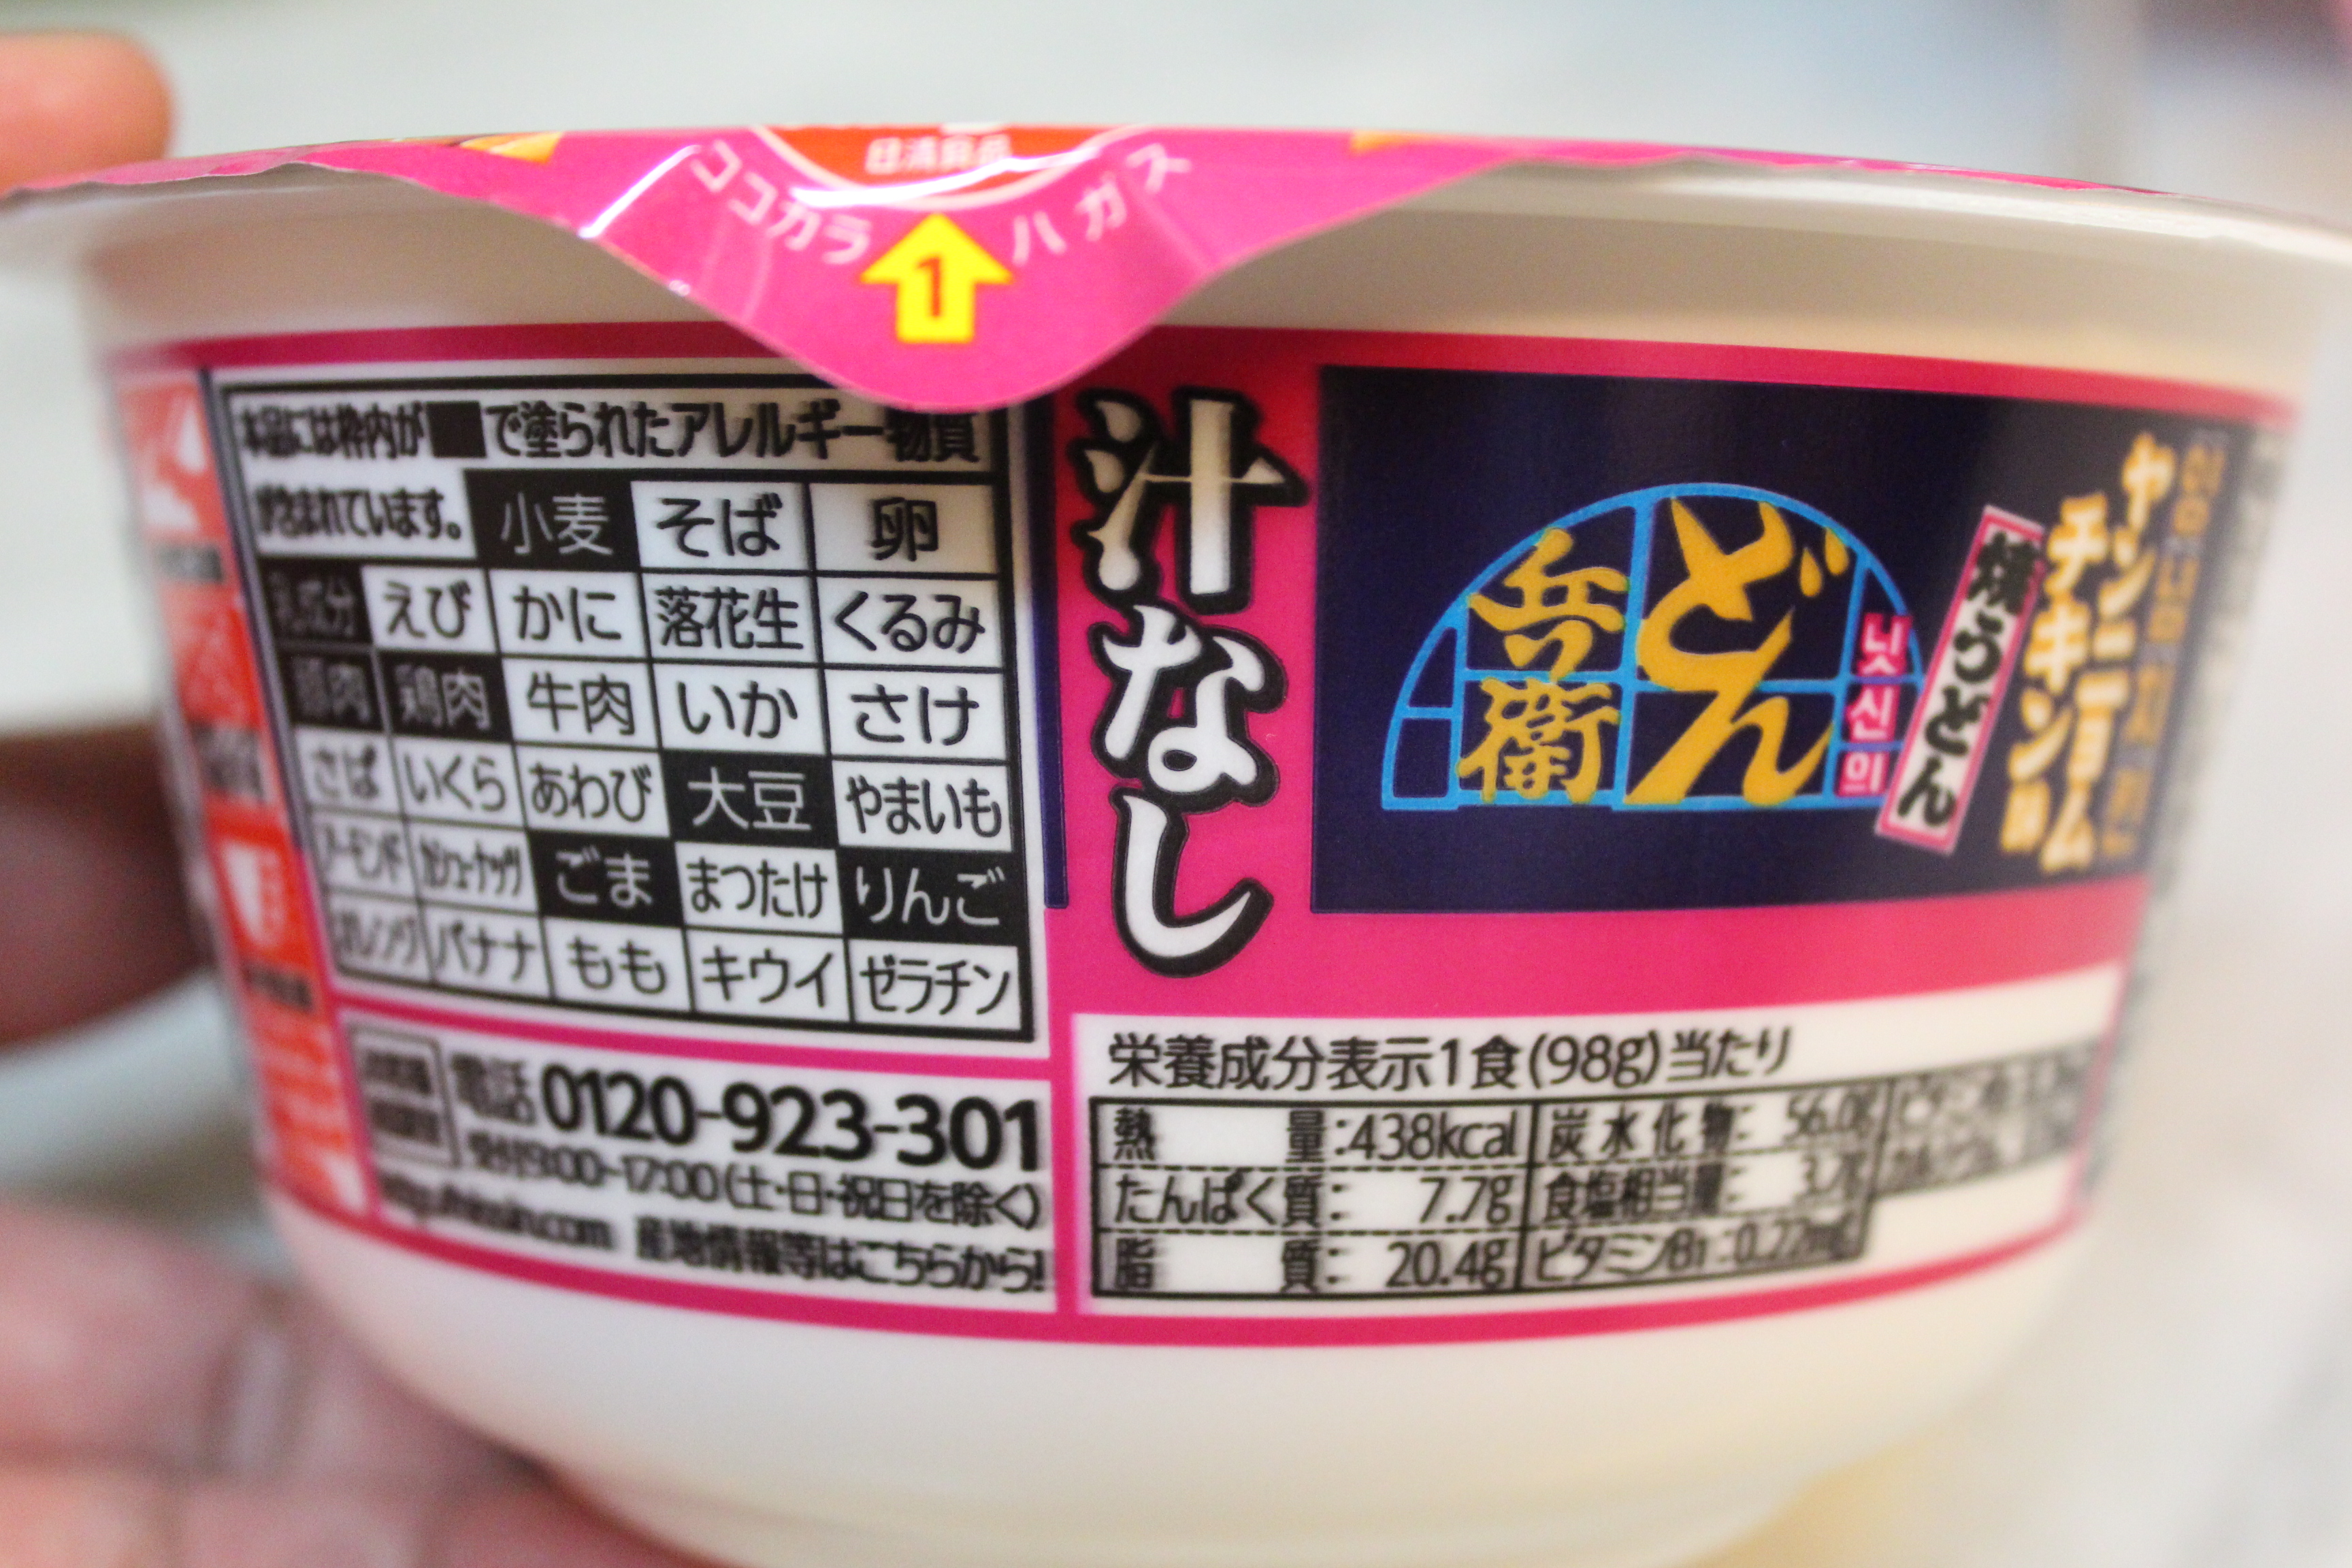 日清食品
ココカラ ハガス
1
本品には枠内が■で塗られたアレルギー物質
が含まれています。 小麦 そば 卵
乳成分 えび かに 落花生 くるみ
豚肉 鶏肉 牛肉 いか さけ
さば いくら あわび 大豆 やまいも
アーモンド カシューナッツ ごま まつたけ りんご
オレンジ バナナ もも キウイ ゼラチン
電話 0120-923-301
受付9:00-17:00(土・日・祝日を除く)
産地情報等はこちらから!
汁なし
どん
兵衛
닛신의
焼うどん
ヤンニョム
チキン味
栄養成分表示1食(98g)当たり
熱量:438kcal 炭水化物: 56.0g
たんぱく質: 7.7g 食塩相当量:
脂質: 20.4g ビタミンB1:0.22mg